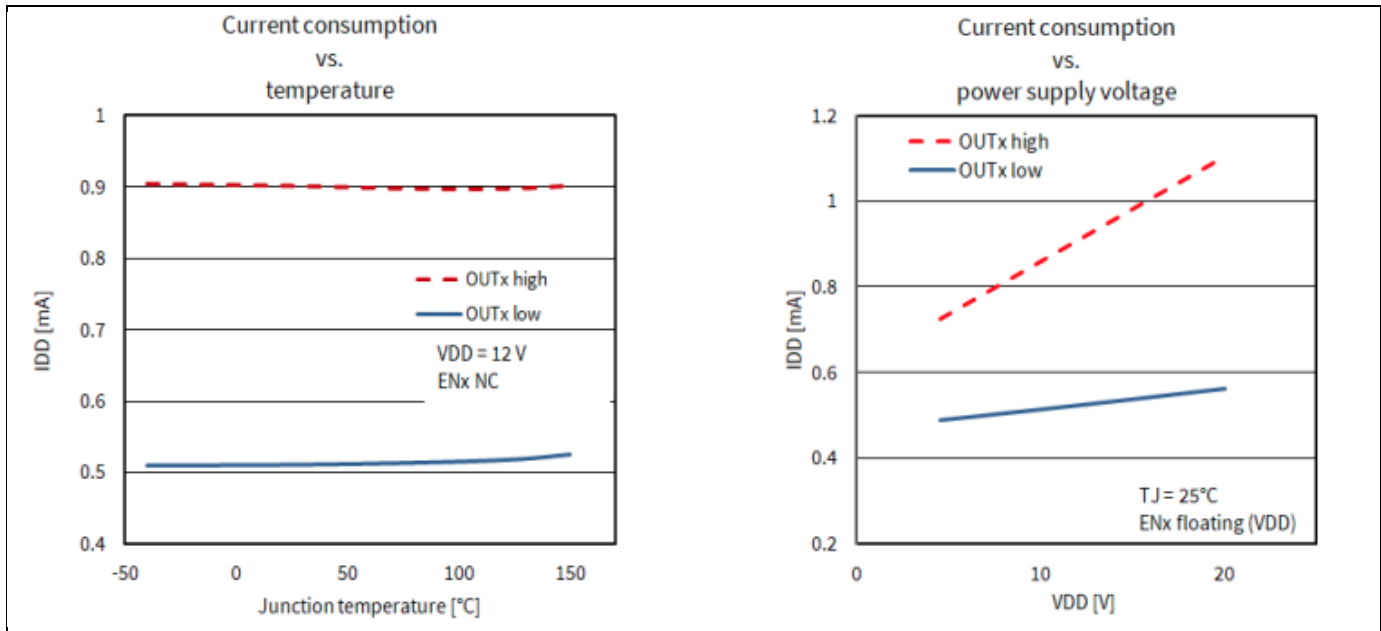 Current consumption
vs.
temperature
1
0.9
0.8
0.7
0.6
0.5
0.4
IDD [mA]
OUTx high
OUTx low
VDD = 12 V
ENx NC
-50
0
50
100
150
Junction temperature [°C]
Current consumption
vs.
power supply voltage
1.2
1
0.8
0.6
0.4
0.2
IDD [mA]
OUTx high
OUTx low
TJ = 25°C
ENx floating (VDD)
0
10
20
VDD [V]